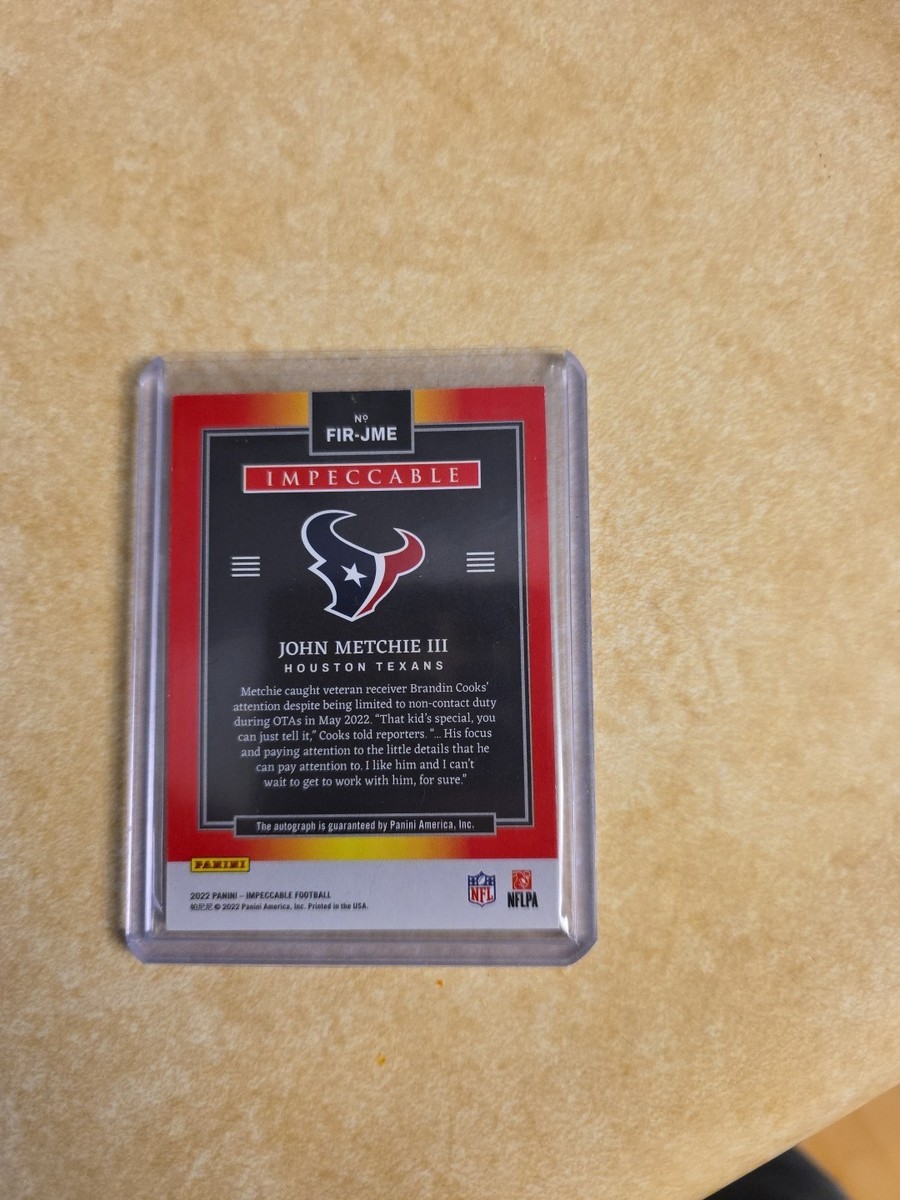 Nº
FIR-JME
IMPECCABLE
JOHN METCHIE III
HOUSTON TEXANS
Metchie caught veteran receiver Brandin Cooks'
attention despite being limited to non-contact duty
during OTAs in May 2022. "That kid's special, you
can just tell it," Cooks told reporters. "... His focus
and paying attention to the little details that he
can pay attention to. I like him and I can't
wait to get to work with him, for sure."
The autograph is guaranteed by Panini America, Inc.
PANINI
2022 PANINI – IMPECCABLE FOOTBALL
帕尼尼 © 2022 Panini America, Inc. Printed in the USA.
NFL
NFLPA